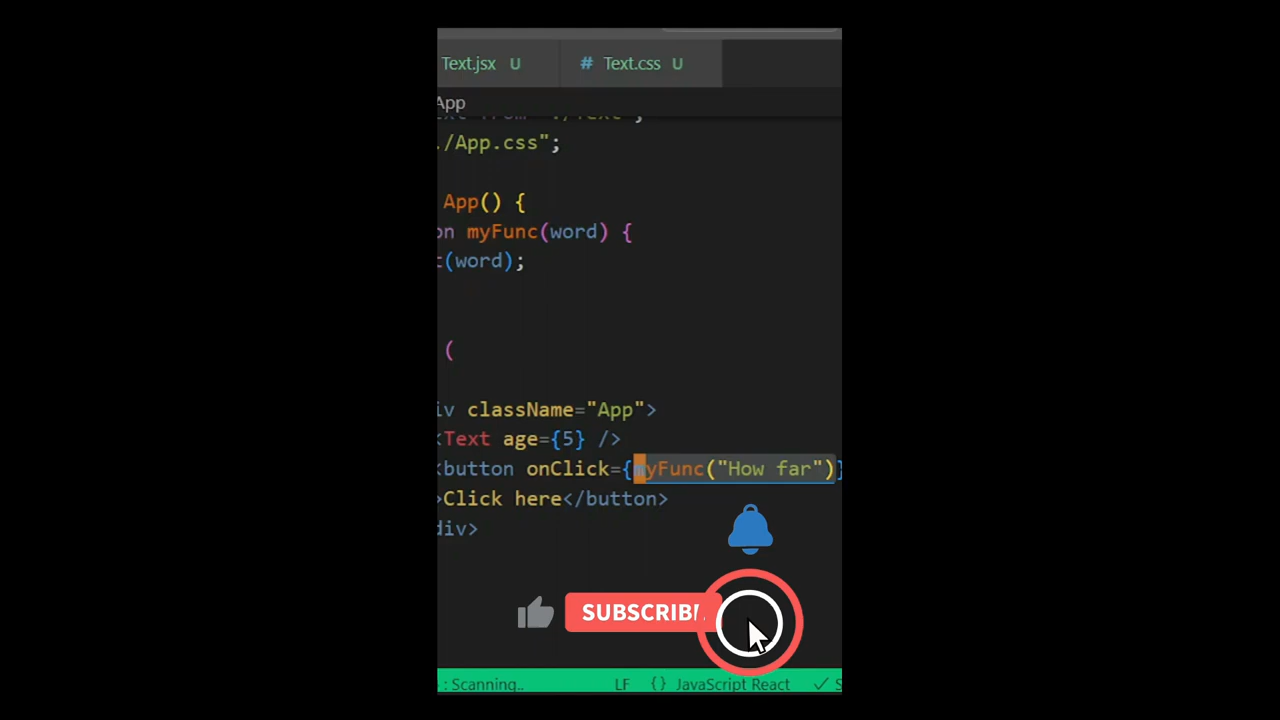 Text.jsx U # Text.css U
App
./App.css";
App() {
on myFunc(word) {
t(word);
(
iv className="App">
<Text age={5} />
<button onClick={myFunc("How far")}
>Click here</button>
div>
SUBSCRIBE
: Scanning.. LF {} JavaScript React